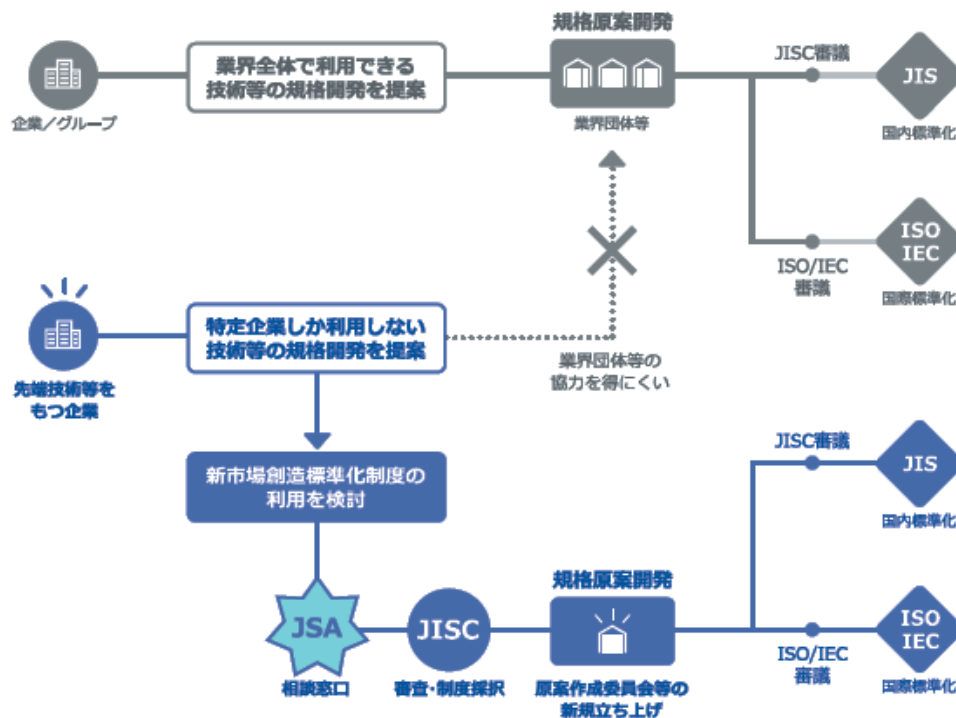 規格原案開発
業界全体で利用できる
技術等の規格開発を提案
企業／グループ
業界団体等
JISC審議
JIS
国内標準化
ISO
IEC
ISO/IEC
審議
国際標準化
特定企業しか利用しない
技術等の規格開発を提案
先端技術等を
もつ企業
業界団体等の
協力を得にくい
新市場創造標準化制度の
利用を検討
JISC審議
JIS
国内標準化
規格原案開発
JSA
相談窓口
JISC
審査・制度採択
原案作成委員会等の
新規立ち上げ
ISO
IEC
ISO/IEC
審議
国際標準化